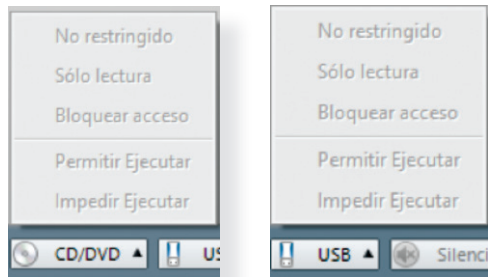 No restringido
Sólo lectura
Bloquear acceso
Permitir Ejecutar
Impedir Ejecutar
CD/DVD
No restringido
Sólo lectura
Bloquear acceso
Permitir Ejecutar
Impedir Ejecutar
USB